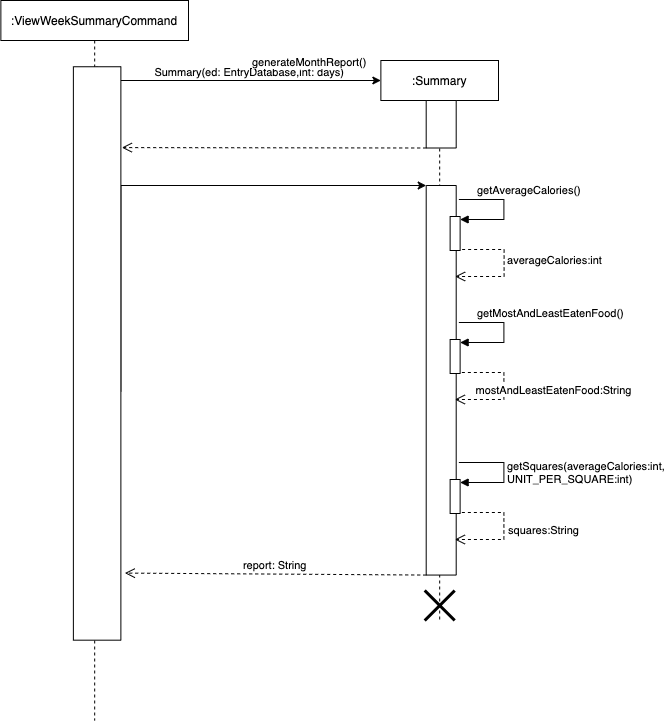 :ViewWeekSummaryCommand
generateMonthReport()
Summary(ed: EntryDatabase,int: days)
:Summary
getAverageCalories()
averageCalories:int
getMostAndLeastEatenFood()
mostAndLeastEatenFood:String
getSquares(averageCalories:int,
UNIT_PER_SQUARE:int)
squares:String
report: String